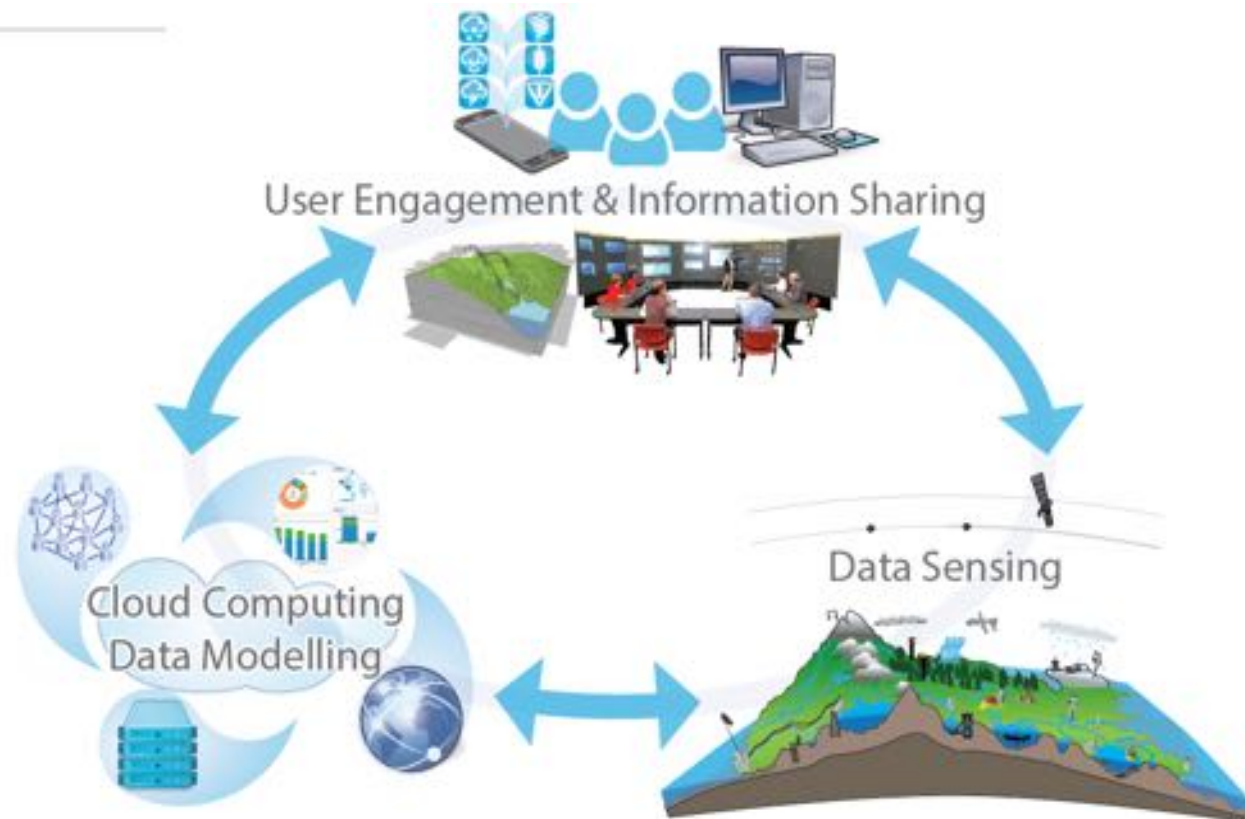 User Engagement & Information Sharing
Data Sensing
Cloud Computing
Data Modelling